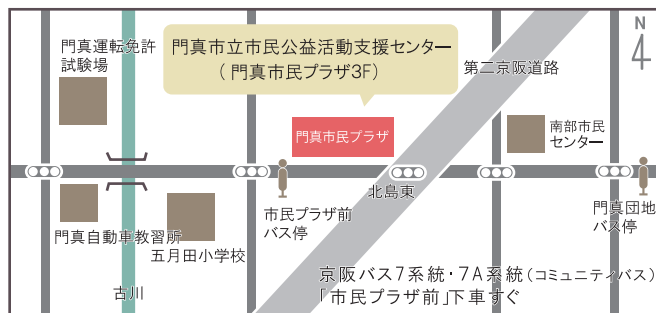 門真運転免許
試験場
門真市立市民公益活動支援センター
（門真市民プラザ3F）
第二京阪道路
N
門真市民プラザ
南部市民
センター
北島東
市民プラザ前
バス停
門真団地
バス停
門真自動車教習所
五月田小学校
古川
京阪バス7系統・7A系統（コミュニティバス）
「市民プラザ前」下車すぐ